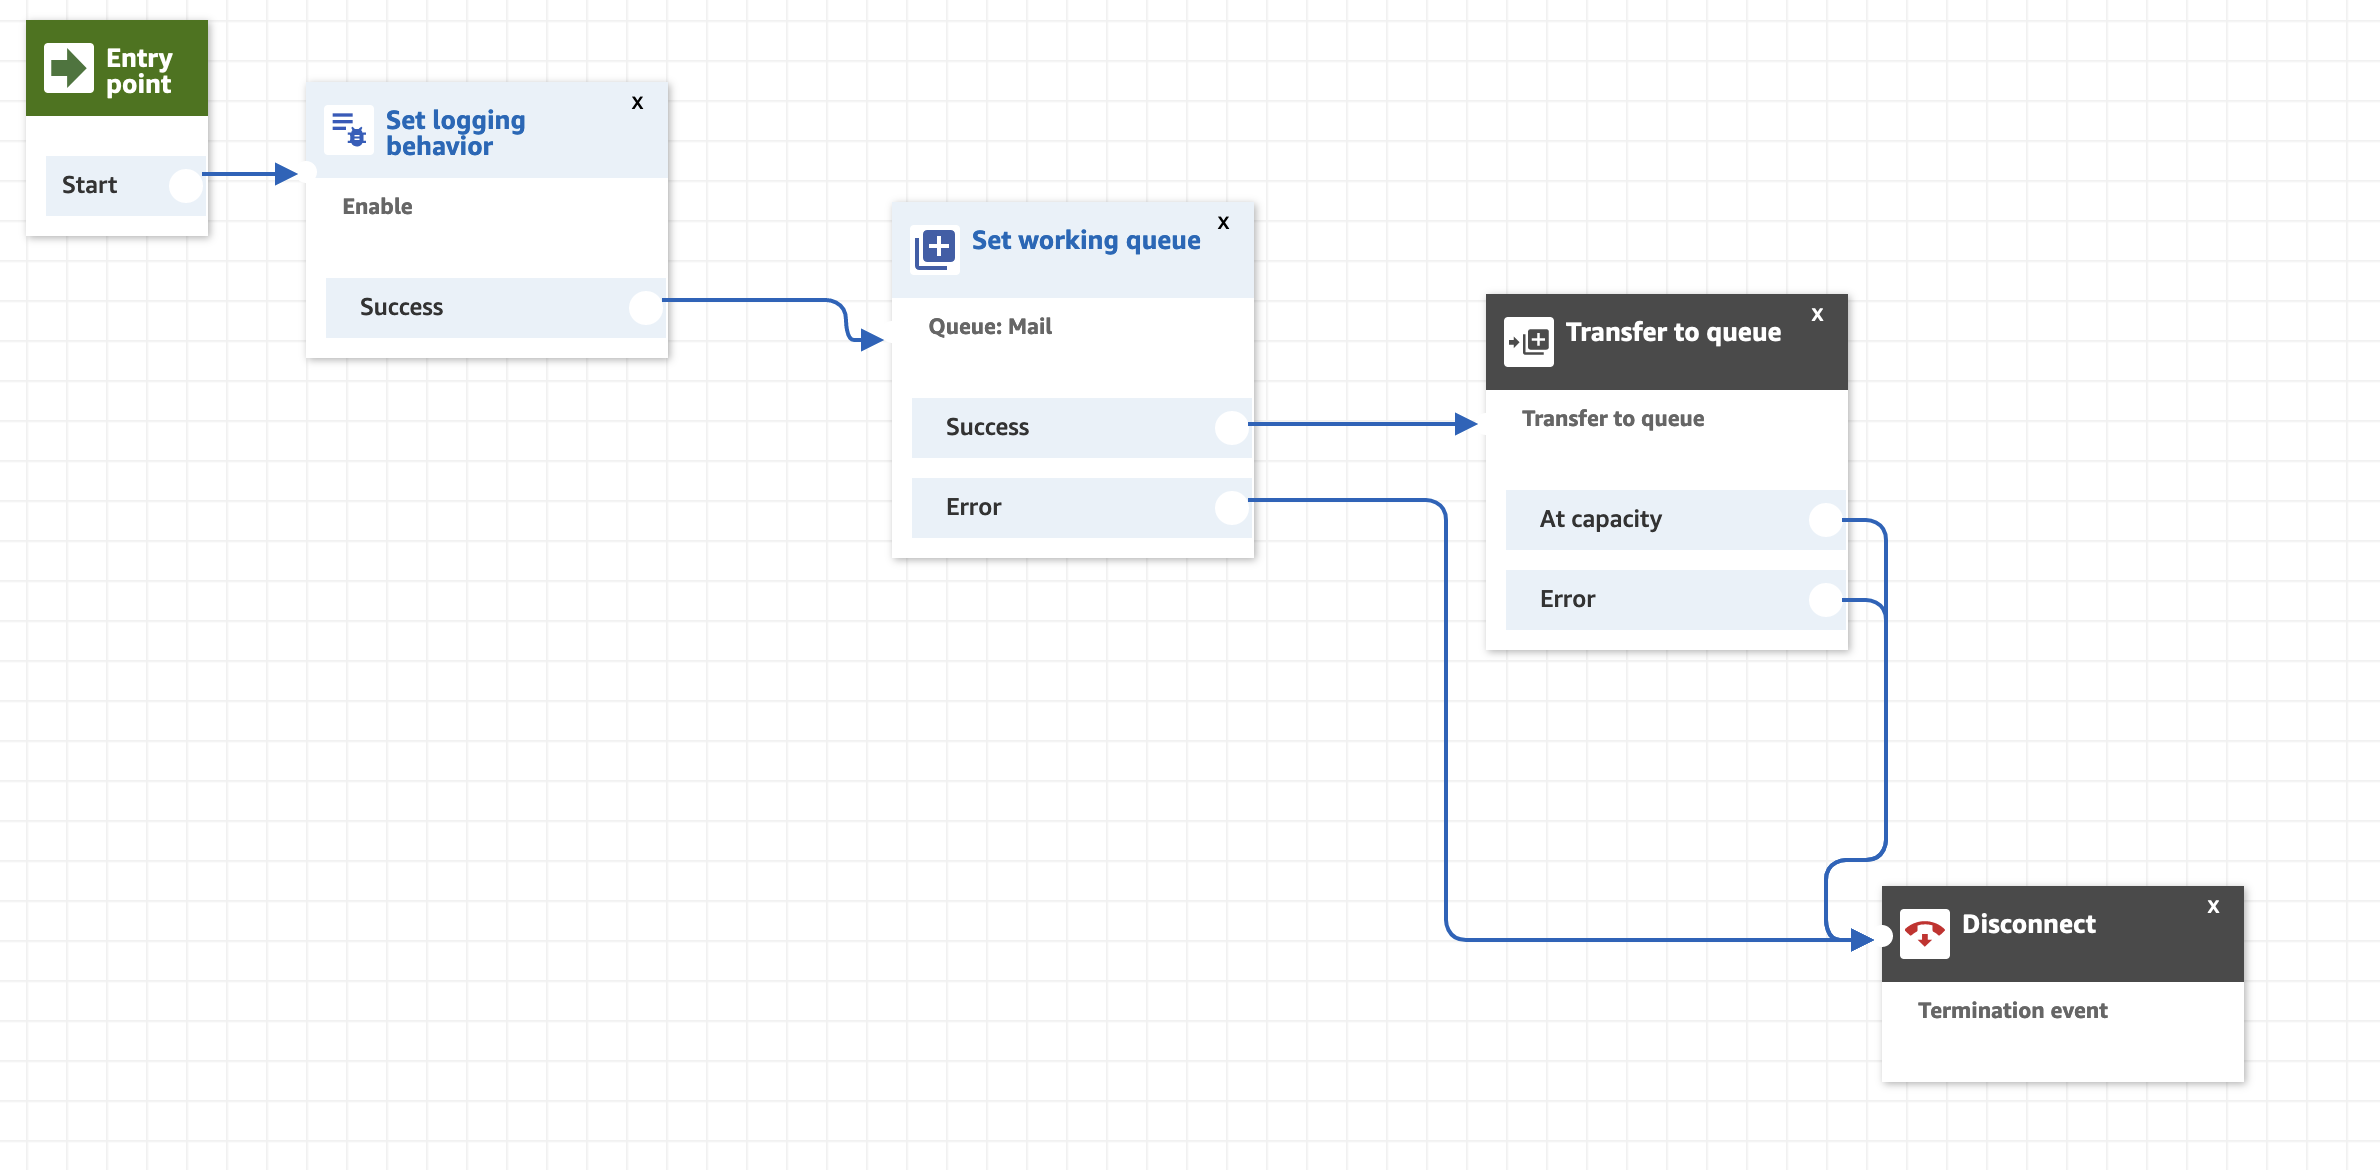 Entry
point
Start
X
Set logging
behavior
Enable
Success
X
Set working queue
Queue: Mail
Success
Error
X
Transfer to queue
Transfer to queue
At capacity
Error
X
Disconnect
Termination event